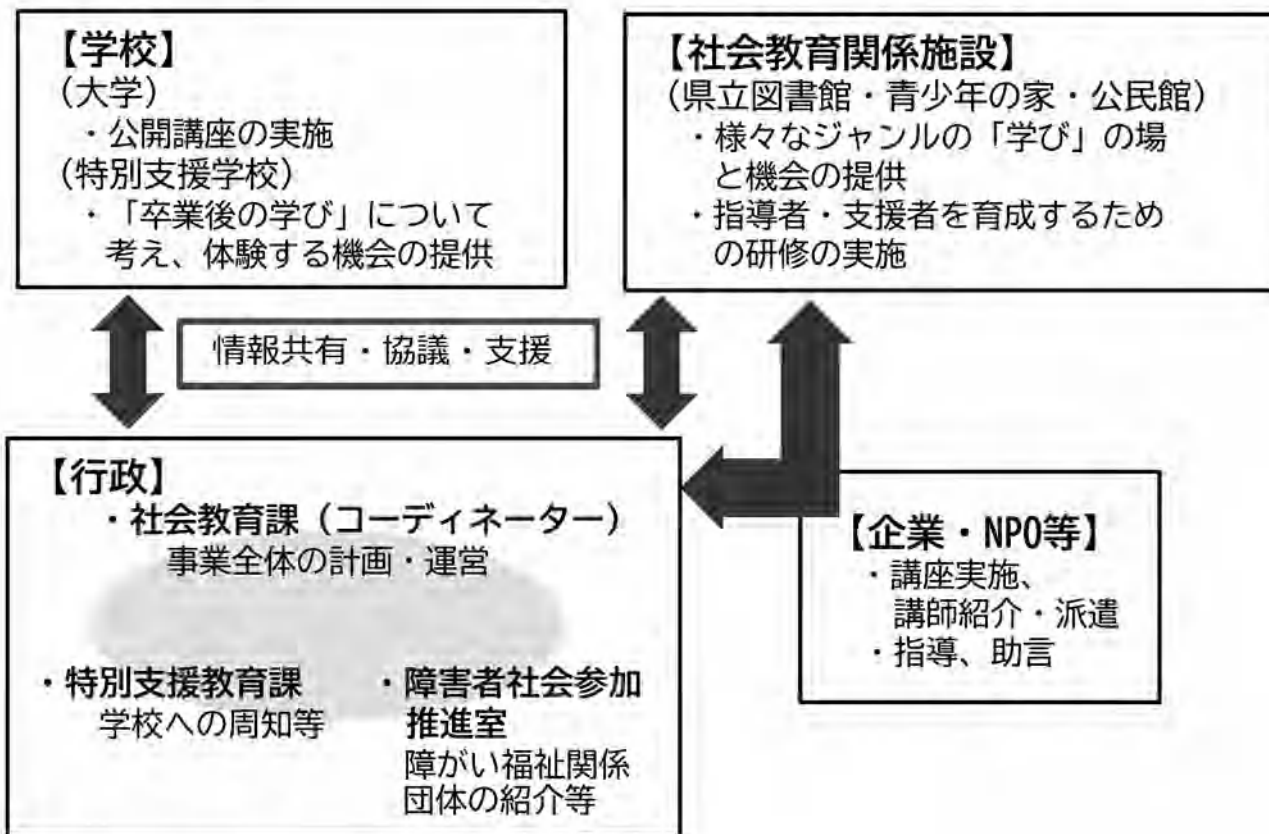 【学校】
(大学)
・公開講座の実施
(特別支援学校)
・「卒業後の学び」について
考え、体験する機会の提供
【社会教育関係施設】
(県立図書館・青少年の家・公民館)
・様々なジャンルの「学び」の場
と機会の提供
・指導者・支援者を育成するため
の研修の実施
情報共有・協議・支援
【行政】
・社会教育課(コーディネーター)
事業全体の計画・運営
・特別支援教育課
学校への周知等
・障害者社会参加
推進室
障がい福祉関係
団体の紹介等
【企業・NPO等】
・講座実施、
講師紹介・派遣
・指導、助言